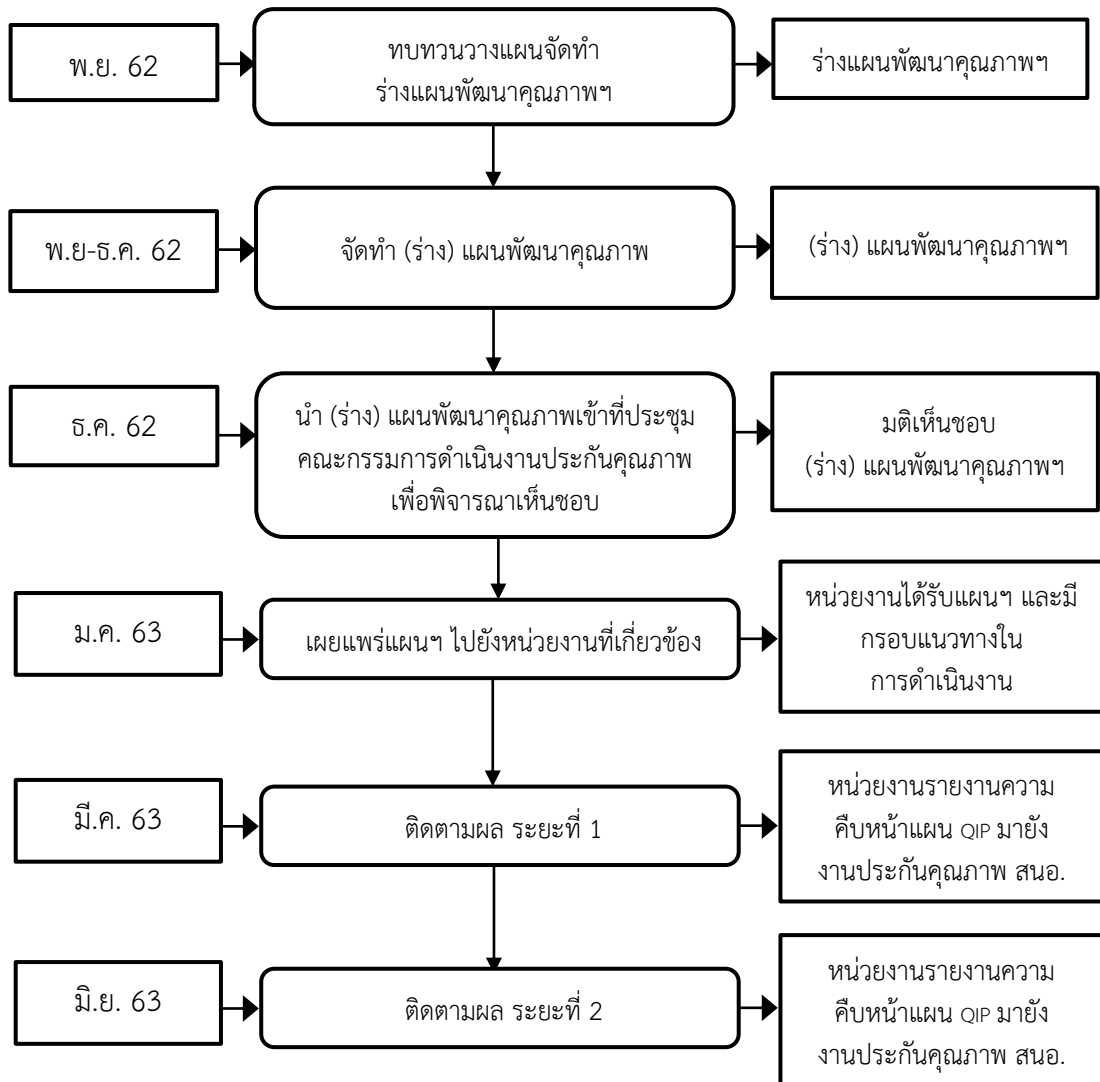 พ.ย. 62
ทบทวนวางแผนจัดทำ
ร่างแผนพัฒนาคุณภาพฯ
ร่างแผนพัฒนาคุณภาพฯ
พ.ย-ธ.ค. 62
จัดทำ (ร่าง) แผนพัฒนาคุณภาพ
(ร่าง) แผนพัฒนาคุณภาพฯ
ธ.ค. 62
นำ (ร่าง) แผนพัฒนาคุณภาพเข้าที่ประชุม
คณะกรรมการดำเนินงานประกันคุณภาพ
เพื่อพิจารณาเห็นชอบ
มติเห็นชอบ
(ร่าง) แผนพัฒนาคุณภาพฯ
ม.ค. 63
เผยแพร่แผนฯ ไปยังหน่วยงานที่เกี่ยวข้อง
หน่วยงานได้รับแผนฯ และมี
กรอบแนวทางใน
การดำเนินงาน
มี.ค. 63
ติดตามผล ระยะที่ 1
หน่วยงานรายงานความ
คืบหน้าแผน QIP มายัง
งานประกันคุณภาพ สนอ.
มิ.ย. 63
ติดตามผล ระยะที่ 2
หน่วยงานรายงานความ
คืบหน้าแผน QIP มายัง
งานประกันคุณภาพ สนอ.